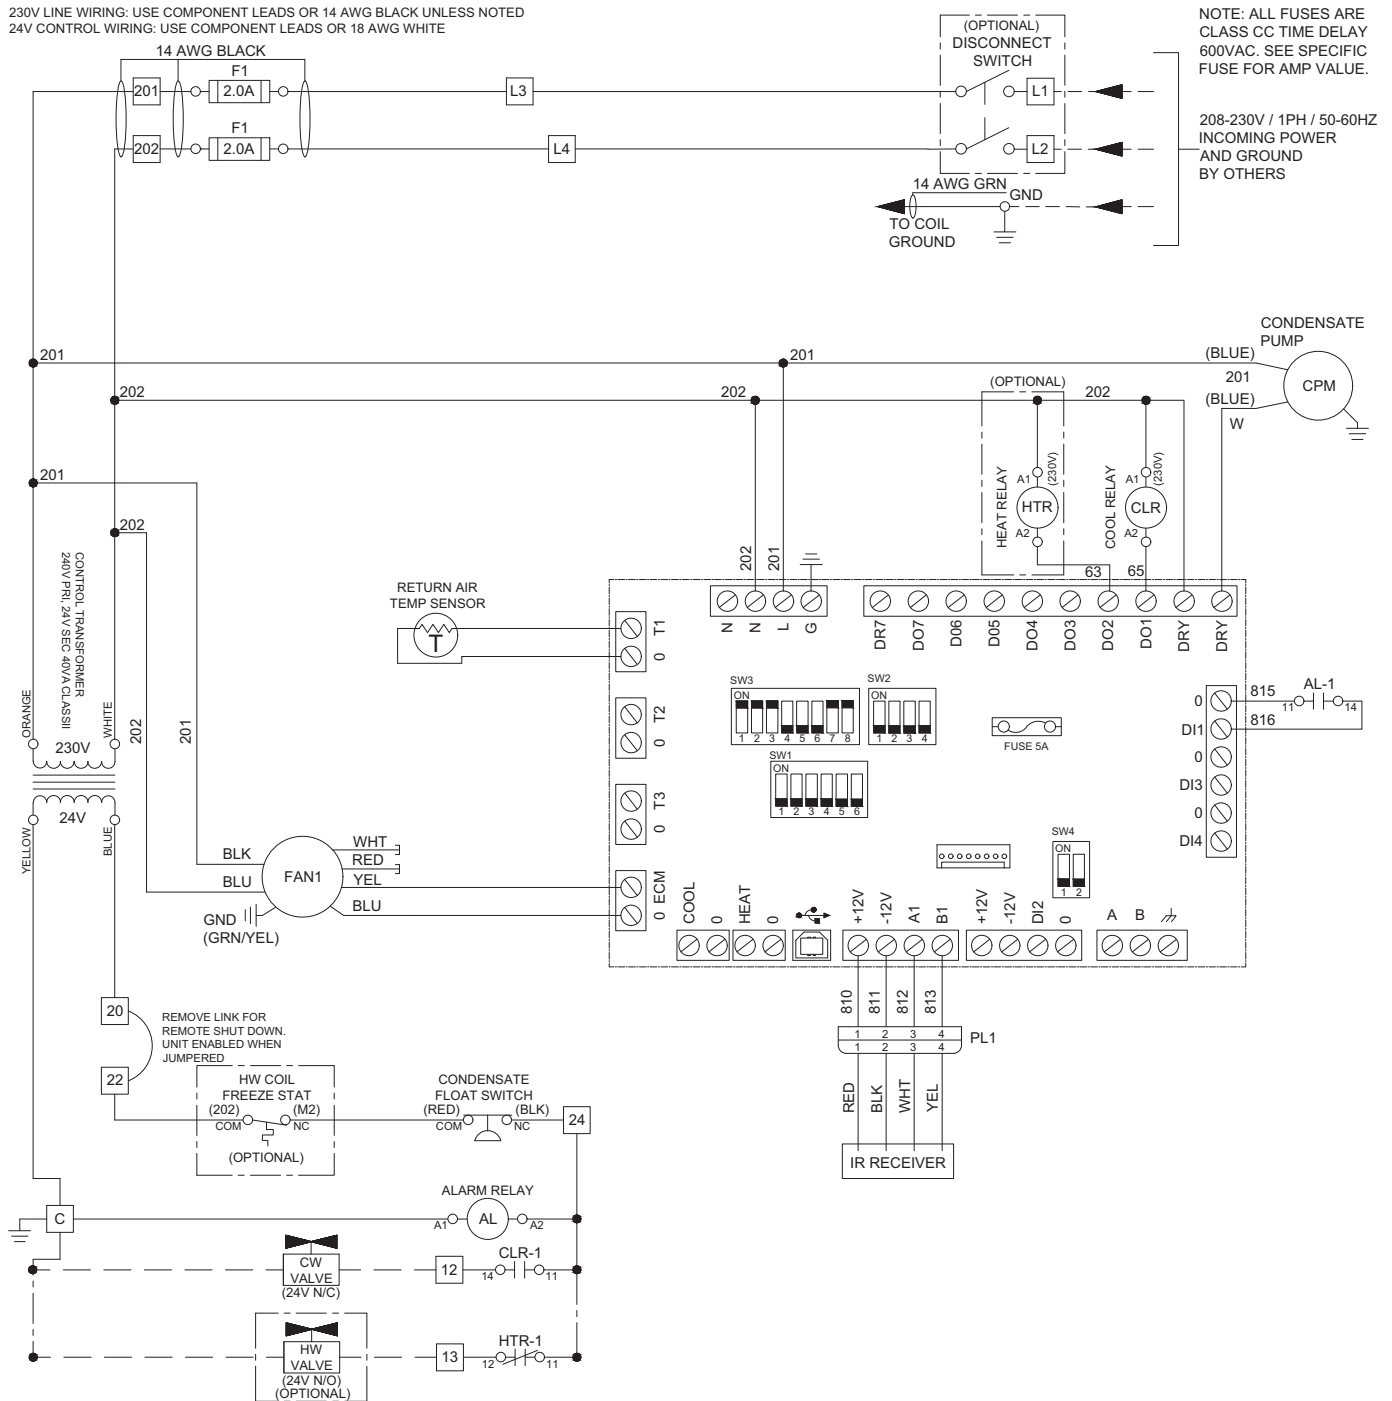 230V LINE WIRING: USE COMPONENT LEADS OR 14 AWG BLACK UNLESS NOTED
24V CONTROL WIRING: USE COMPONENT LEADS OR 18 AWG WHITE
14 AWG BLACK
201
F1
2.0A
L3
202
F1
2.0A
L4
(OPTIONAL)
DISCONNECT
SWITCH
L1
L2
14 AWG GRN
GND
TO COIL
GROUND
NOTE: ALL FUSES ARE
CLASS CC TIME DELAY
600VAC. SEE SPECIFIC
FUSE FOR AMP VALUE.
208-230V / 1PH / 50-60HZ
INCOMING POWER
AND GROUND
BY OTHERS
201
201
202
202
202
201
202
CONDENSATE
PUMP
(BLUE)
201
(BLUE)
W
CPM
(OPTIONAL)
HEAT RELAY
A1
(230V)
HTR
A2
COOL RELAY
A1
(230V)
CLR
A2
63
65
202
201
N
N
L
G
DR7
DO7
D06
D05
DO4
DO3
DO2
DO1
DRY
DRY
RETURN AIR
TEMP SENSOR
T
T1
0
T2
0
T3
0
ECM
0
SW3
ON
1 2 3 4 5 6 7 8
SW2
ON
1 2 3 4
SW1
ON
1 2 3 4 5 6
FUSE 5A
SW4
ON
1 2
0
DI1
0
DI3
0
DI4
815
816
AL-1
11
14
CONTROL TRANSFORMER
240V PRI, 24V SEC 40VA CLASSII
ORANGE
WHITE
230V
24V
YELLOW
BLUE
202
201
BLK
BLU
GND
(GRN/YEL)
FAN1
WHT
RED
YEL
BLU
COOL
0
HEAT
0
+12V
-12V
A1
B1
+12V
-12V
DI2
0
A
B
810
811
812
813
1 2 3 4
1 2 3 4
PL1
RED
BLK
WHT
YEL
IR RECEIVER
20
22
REMOVE LINK FOR
REMOTE SHUT DOWN.
UNIT ENABLED WHEN
JUMPERED
HW COIL
FREEZE STAT
(202)
(M2)
COM
NC
(OPTIONAL)
CONDENSATE
FLOAT SWITCH
(RED)
(BLK)
COM
NC
24
ALARM RELAY
C
A1
AL
A2
CW
VALVE
(24V N/C)
12
CLR-1
14
11
HW
VALVE
(24V N/O)
(OPTIONAL)
13
HTR-1
12
11